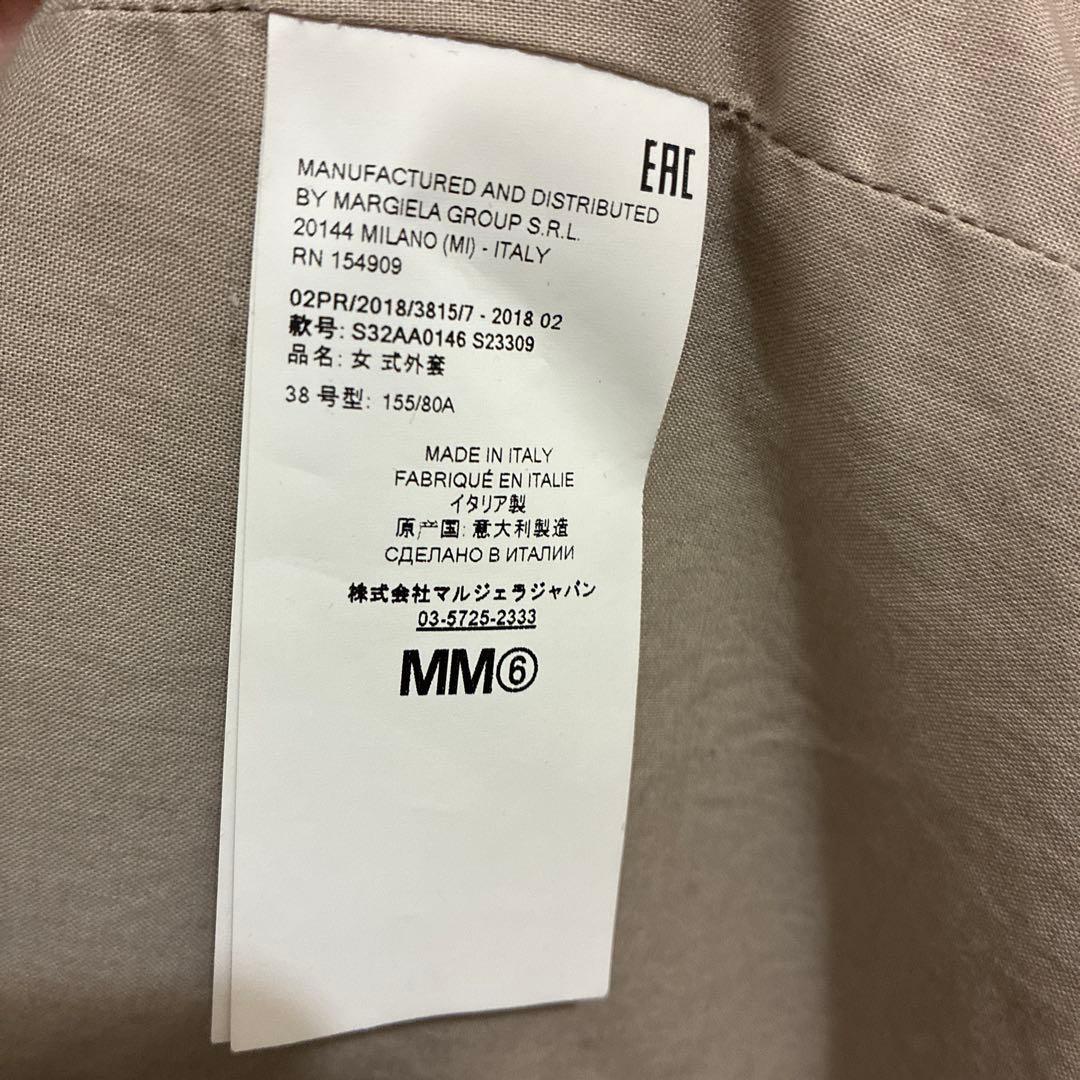 EAC
MANUFACTURED AND DISTRIBUTED
BY MARGIELA GROUP S.R.L.
20144 MILANO (MI) - ITALY
RN 154909
02PR/2018/3815/7 - 2018 02
款号: S32AA0146 S23309
品名: 女 式外套
38 号型: 155/80A
MADE IN ITALY
FABRIQUÉ EN ITALIE
イタリア製
原产国: 意大利製造
СДЕЛАНО В ИТАЛИИ
株式会社マルジェラジャパン
03-5725-2333
MM⑥